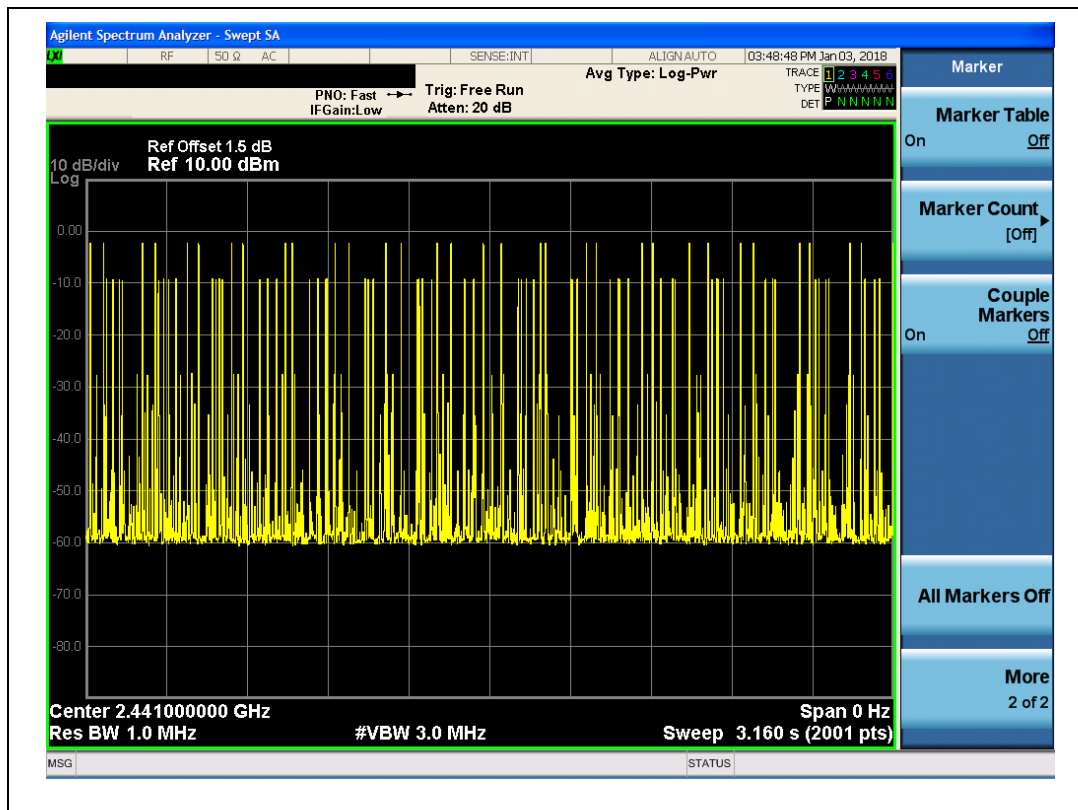 Agilent Spectrum Analyzer - Swept SA
LXI RF 50 Ω AC SENSE:INT ALIGNAUTO 03:48:48 PM Jan 03, 2018
Avg Type: Log-Pwr
TRACE 1 2 3 4 5 6
TYPE
DET P N N N N N
PNO: Fast
IFGain:Low
Trig: Free Run
Atten: 20 dB
Ref Offset 1.5 dB
10 dB/div Ref 10.00 dBm
Log
0.00
-10.0
-20.0
-30.0
-40.0
-50.0
-60.0
-70.0
-80.0
Center 2.441000000 GHz Span 0 Hz
Res BW 1.0 MHz #VBW 3.0 MHz Sweep 3.160 s (2001 pts)
MSG STATUS
Marker
Marker Table
On Off
Marker Count
[Off]
Couple
Markers
On Off
All Markers Off
More
2 of 2